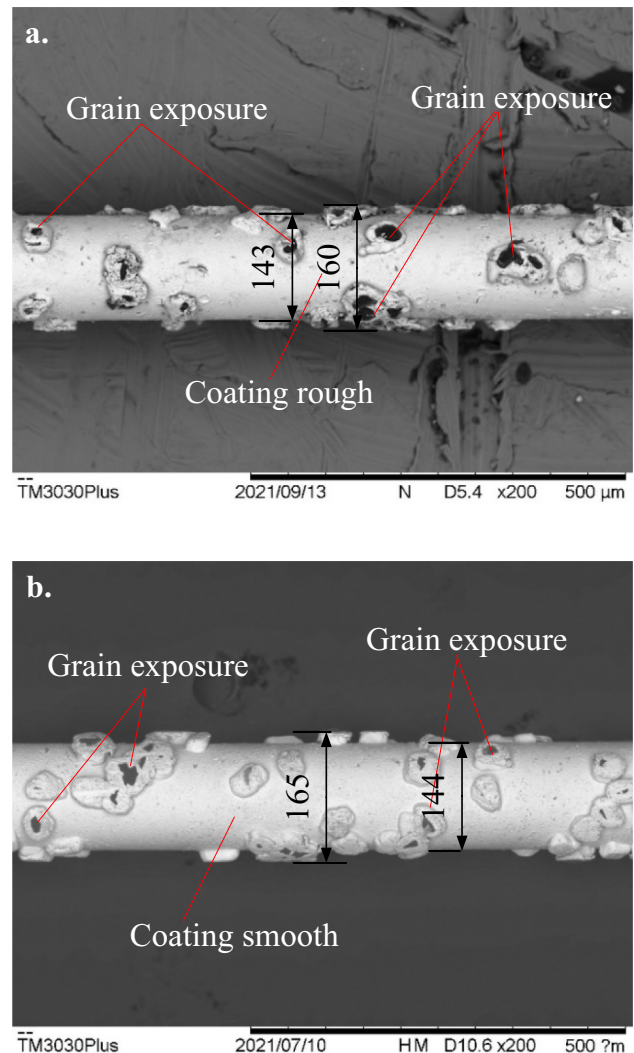 a.
Grain exposure
Grain exposure
143
160
Coating rough
TM3030Plus 2021/09/13 N D5.4 x200 500 µm
b.
Grain exposure
Grain exposure
165
144
Coating smooth
TM3030Plus 2021/07/10 HM D10.6 x200 500 ?m